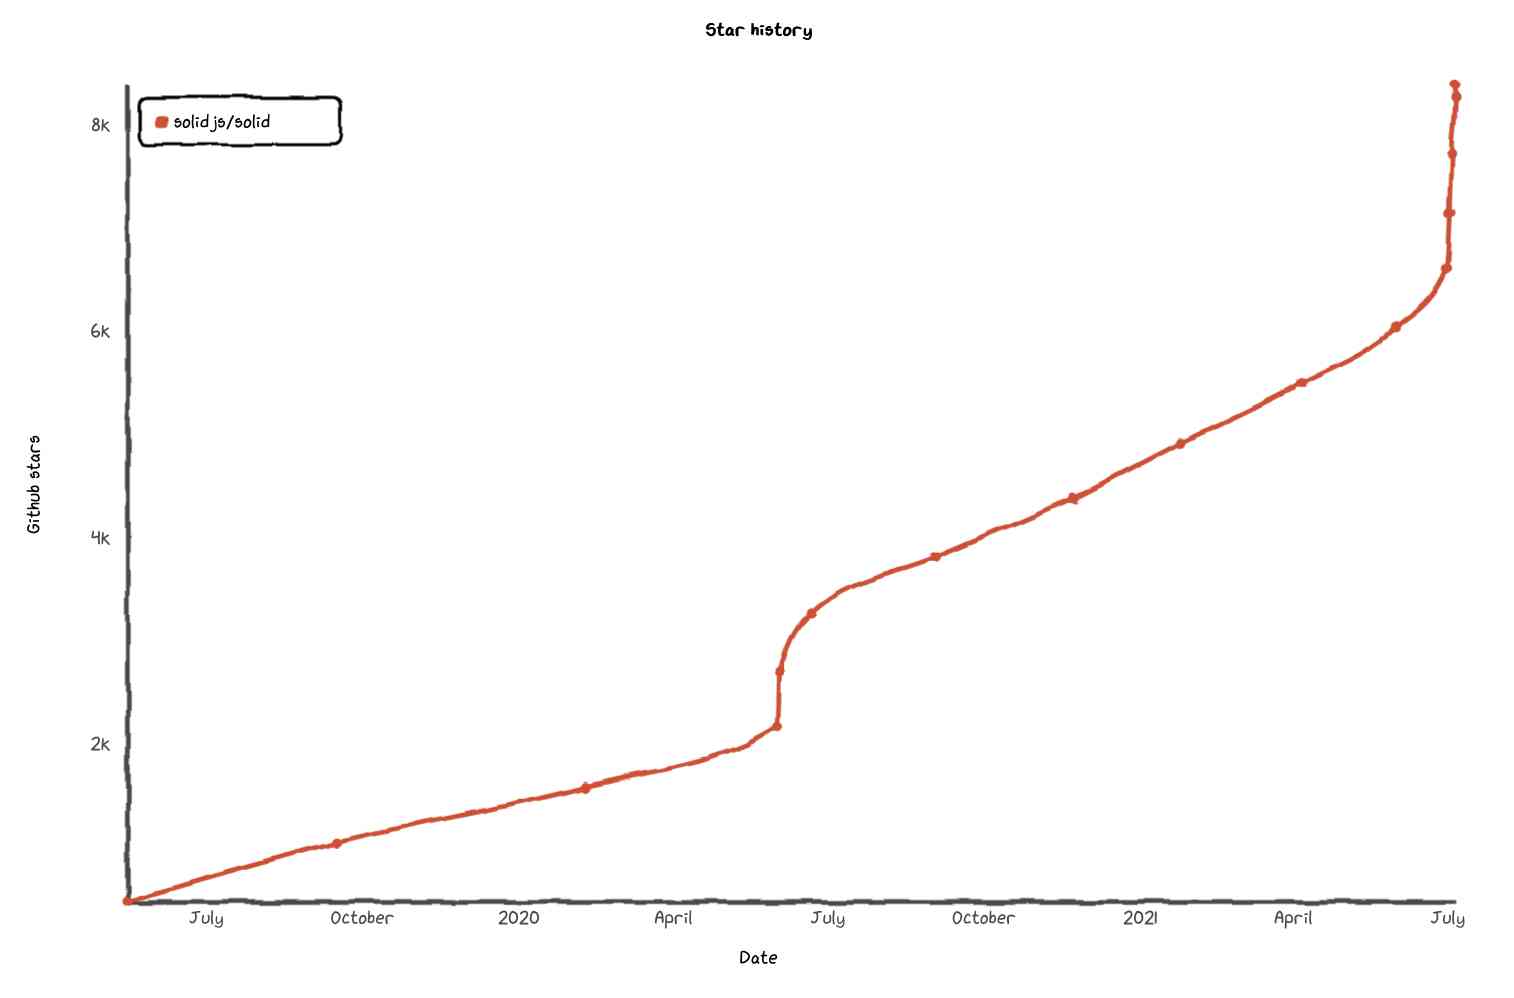 Star history
solidjs/solid
8k
6k
4k
2k
Github stars
July October 2020 April July October 2021 April July
Date